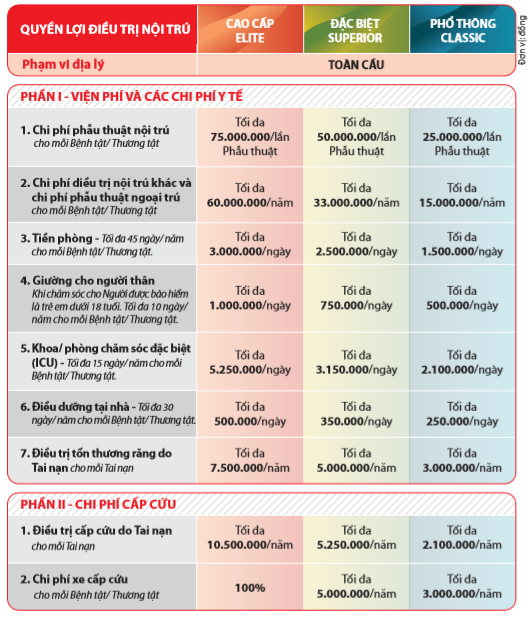 QUYỀN LỢI ĐIỀU TRỊ NỘI TRÚ
CAO CẤP
ELITE
ĐẶC BIỆT
SUPERIOR
PHỔ THÔNG
CLASSIC
Đơn vị: đồng
Phạm vi địa lý
TOÀN CẦU
PHẦN I - VIỆN PHÍ VÀ CÁC CHI PHÍ Y TẾ
1. Chi phí phẫu thuật nội trú
cho mỗi Bệnh tật/ Thương tật
Tối đa
75.000.000/lần
Phẫu thuật
Tối đa
50.000.000/lần
Phẫu thuật
Tối đa
25.000.000/lần
Phẫu thuật
2. Chi phí điều trị nội trú khác và
chi phí phẫu thuật ngoại trú
cho mỗi Bệnh tật/ Thương tật
Tối đa
60.000.000/năm
Tối đa
33.000.000/năm
Tối đa
15.000.000/năm
3. Tiền phòng - Tối đa 45 ngày/ năm
cho mỗi Bệnh tật/ Thương tật.
Tối đa
3.000.000/ngày
Tối đa
2.500.000/ngày
Tối đa
1.500.000/ngày
4. Giường cho người thân
Khi chăm sóc cho Người được bảo hiểm
là trẻ em dưới 18 tuổi. Tối đa 10 ngày/
năm cho mỗi Bệnh tật/ Thương tật.
Tối đa
1.000.000/ngày
Tối đa
750.000/ngày
Tối đa
500.000/ngày
5. Khoa/ phòng chăm sóc đặc biệt
(ICU) - Tối đa 15 ngày/ năm cho mỗi
Bệnh tật/ Thương tật.
Tối đa
5.250.000/ngày
Tối đa
3.150.000/ngày
Tối đa
2.100.000/ngày
6. Điều dưỡng tại nhà - Tối đa 30
ngày/ năm cho mỗi Bệnh tật/ Thương tật.
Tối đa
500.000/ngày
Tối đa
350.000/ngày
Tối đa
250.000/ngày
7. Điều trị tổn thương răng do
Tai nạn cho mỗi Tai nạn
Tối đa
7.500.000/năm
Tối đa
5.000.000/năm
Tối đa
3.000.000/năm
PHẦN II - CHI PHÍ CẤP CỨU
1. Điều trị cấp cứu do Tai nạn
cho mỗi Tai nạn
Tối đa
10.500.000/năm
Tối đa
5.250.000/năm
Tối đa
2.100.000/năm
2. Chi phí xe cấp cứu
cho mỗi Bệnh tật/ Thương tật
100%
Tối đa
5.000.000/năm
Tối đa
3.000.000/năm